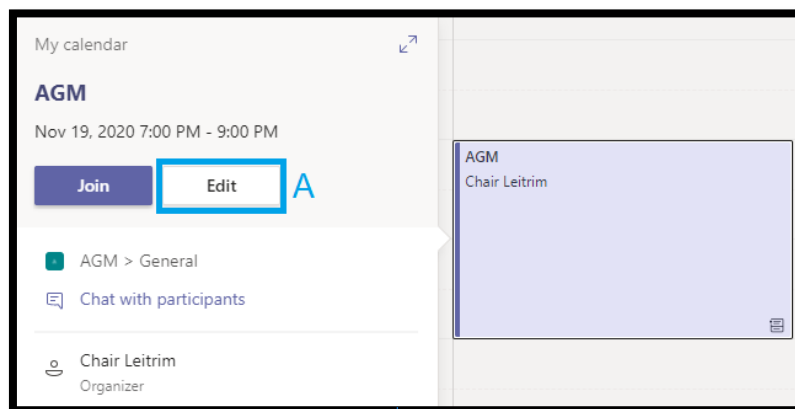 My calendar
AGM
Nov 19, 2020 7:00 PM - 9:00 PM
Join
Edit
A
AGM > General
Chat with participants
Chair Leitrim
Organizer
AGM
Chair Leitrim